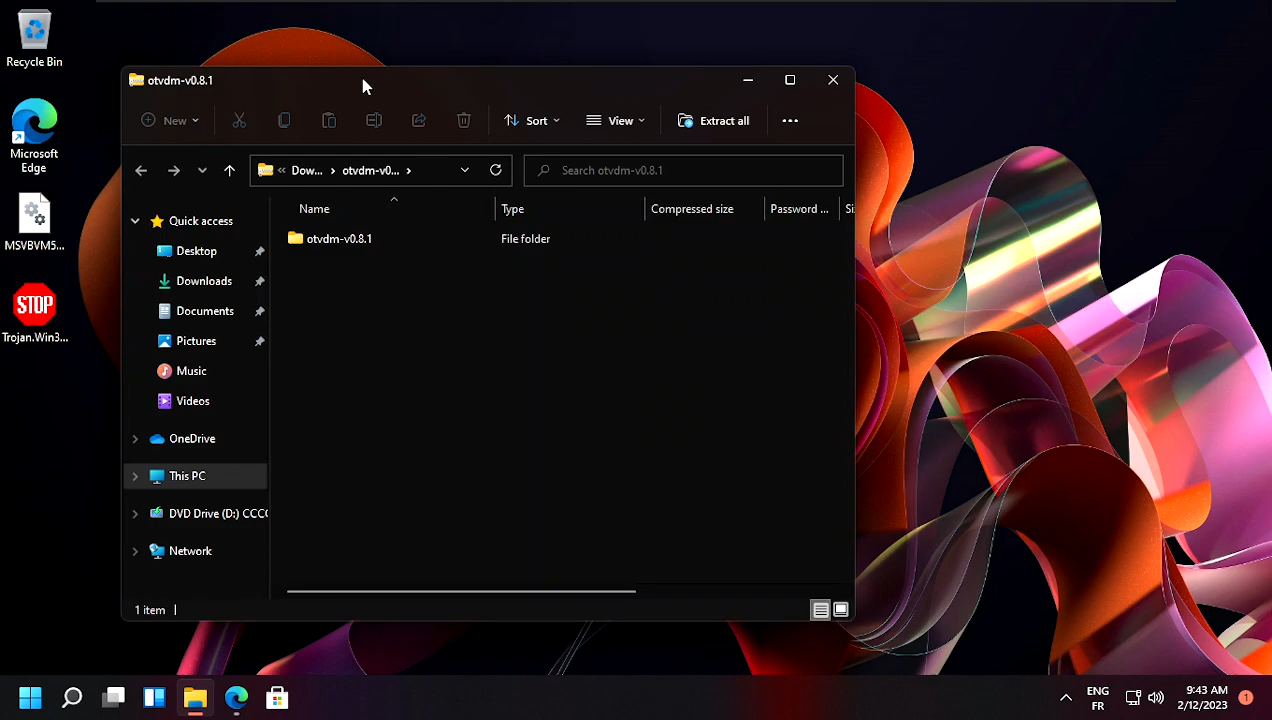 Recycle Bin
Microsoft
Edge
MSVBVM5...
STOP
Trojan.Win3...
otvdm-v0.8.1
New
Sort
View
Extract all
Dow...
otvdm-v0...
Search otvdm-v0.8.1
Name
Type
Compressed size
Password ...
Si
otvdm-v0.8.1
File folder
Quick access
Desktop
Downloads
Documents
Pictures
Music
Videos
OneDrive
This PC
DVD Drive (D:) CCCO
Network
1 item
ENG
FR
9:43 AM
2/12/2023
1